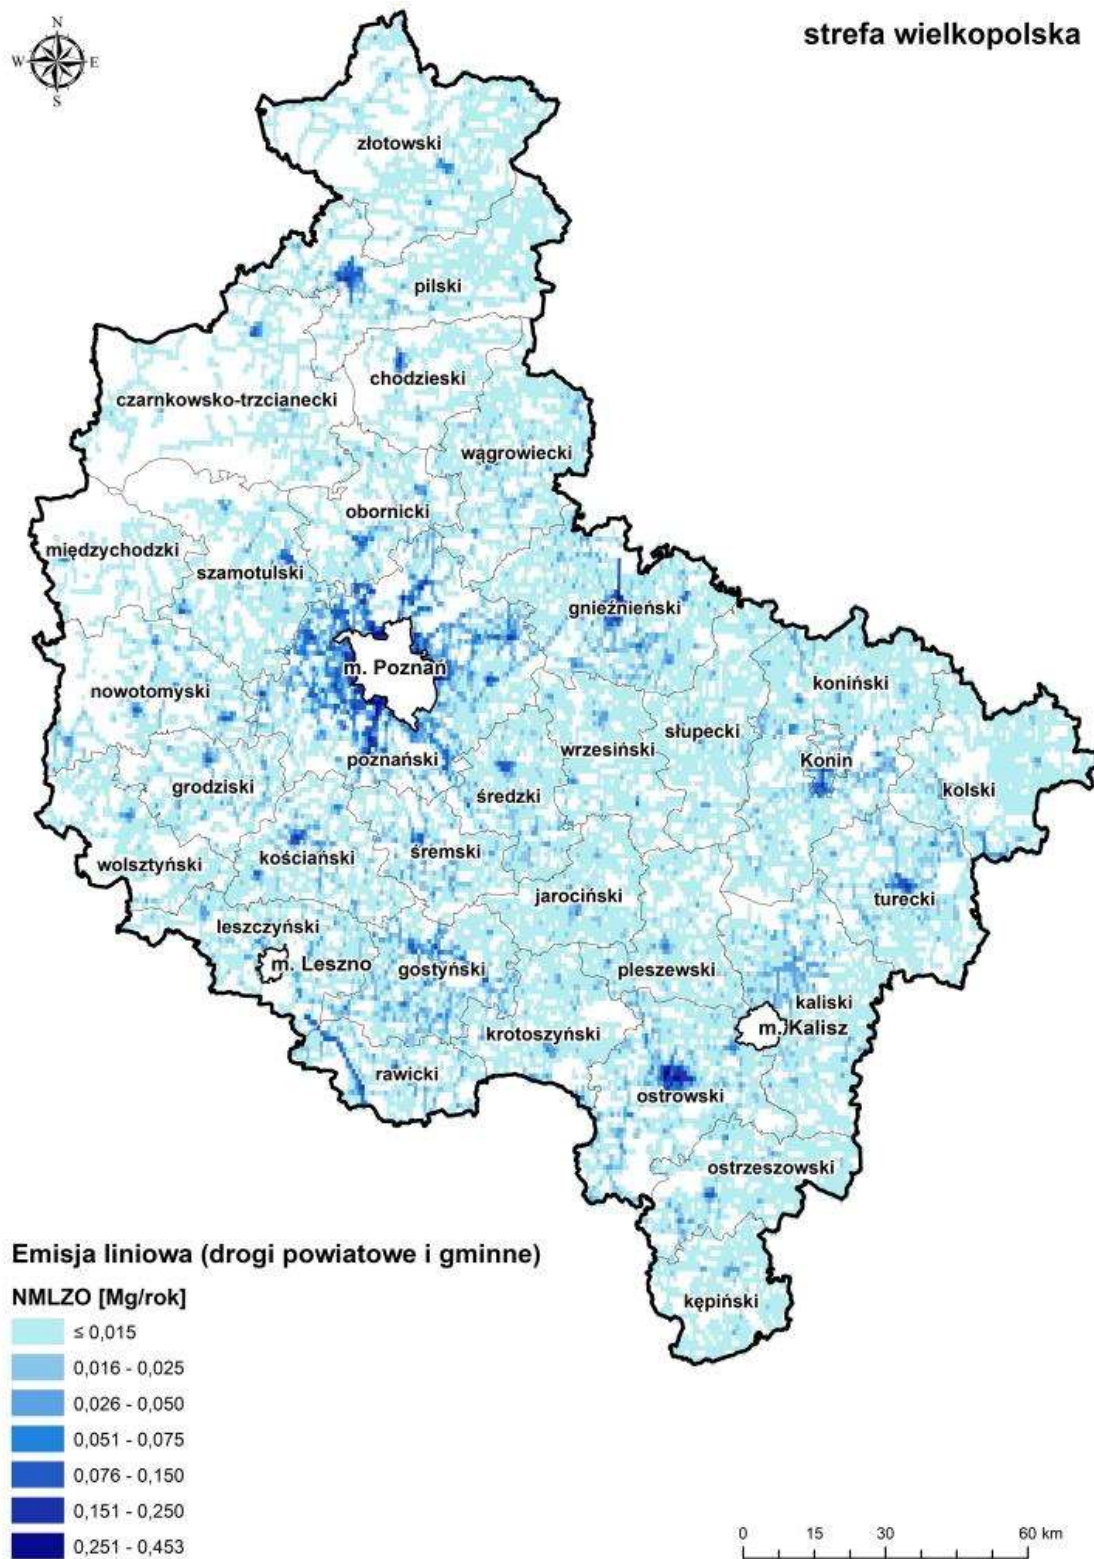 strefa wielkopolska
N
W E
S
złotowski
pilski
chodzieski
czarnkowsko-trzcianecki
wągrowiecki
obornicki
międzychodzki
szamotulski
gnieźnieński
m. Poznań
koniński
nowotomyski
słupecki
wrzesiński
poznański
Konin
grodziski
średzki
kolski
śremski
kościański
wolsztyński
jarociński
turecki
leszczyński
m. Leszno
gostyński
pleszewski
kaliski
m. Kalisz
krotoszyński
rawicki
ostrowski
ostrzeszowski
kępiński
Emisja liniowa (drogi powiatowe i gminne)
NMLZO [Mg/rok]
≤ 0,015
0,016 - 0,025
0,026 - 0,050
0,051 - 0,075
0,076 - 0,150
0,151 - 0,250
0,251 - 0,453
0 15 30 60 km